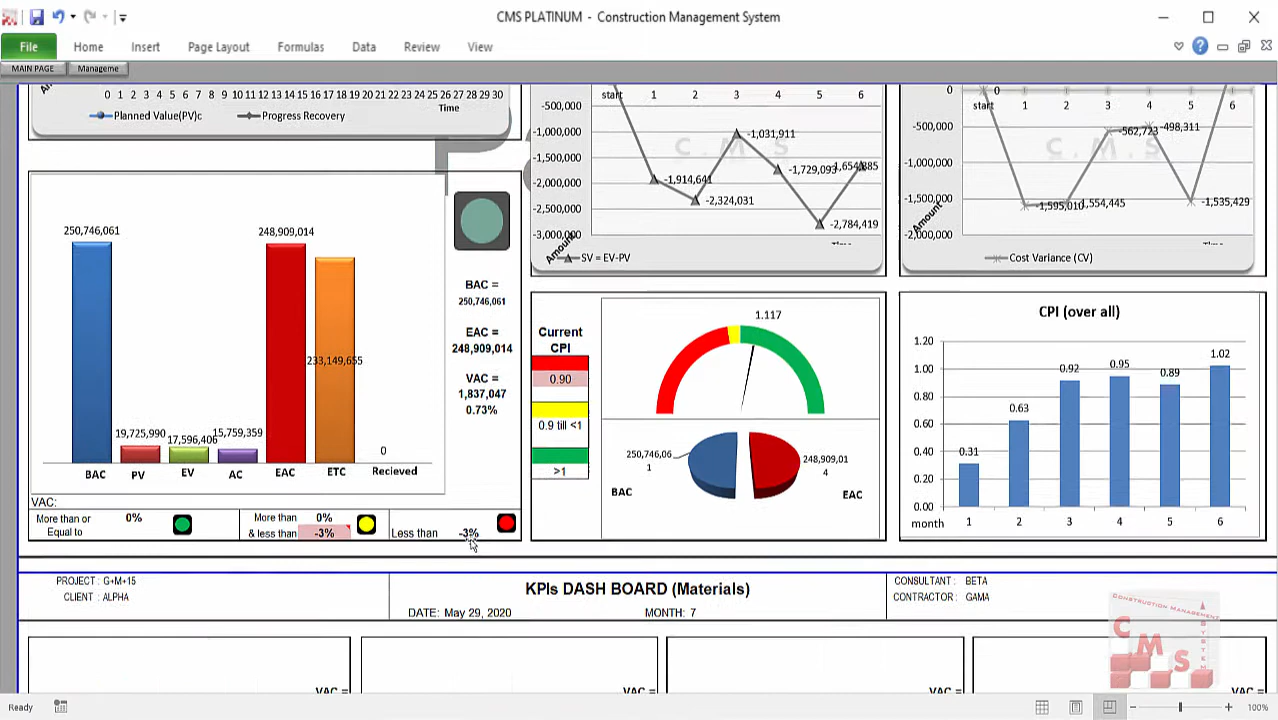 CMS PLATINUM - Construction Management System
File Home Insert Page Layout Formulas Data Review View
MAIN PAGE Manageme
0 1 2 3 4 5 6 7 8 9 10 11 12 13 14 15 16 17 18 19 20 21 22 23 24 25 26 27 28 29 30
Time
Planned Value(PV)c Progress Recovery
start 1 2 3 4 5 6
-500,000
-1,000,000
-1,500,000
-2,000,000
-2,500,000
-3,000,000
-1,914,641
-2,324,031
-1,031,911
-1,729,093
-2,784,419
-1,654,885
C.M.S
Amount
SV = EV-PV
0
start 1 2 3 4 5 6
-500,000
-1,000,000
-1,500,000
-2,000,000
0
-1,595,010
-1,554,445
-562,723
-498,311
-1,535,429
C.M.S
Amount
Cost Variance (CV)
250,746,061
19,725,990
17,596,406
15,759,359
248,909,014
233,149,655
0
BAC PV EV AC EAC ETC Recieved
BAC =
250,746,061
EAC =
248,909,014
VAC =
1,837,047
0.73%
VAC:
More than or
Equal to
0%
More than 0%
& less than -3%
Less than -3%
Current
CPI
0.90
0.9 till <1
>1
1.117
250,746,06
1
BAC
248,909,01
4
EAC
CPI (over all)
1.20
1.00
0.80
0.60
0.40
0.20
0.00
0.31
0.63
0.92
0.95
0.89
1.02
month 1 2 3 4 5 6
PROJECT : G+M+15
CLIENT : ALPHA
KPIs DASH BOARD (Materials)
DATE: May 29, 2020 MONTH: 7
CONSULTANT : BETA
CONTRACTOR : GAMA
CONSTRUCTION MANAGEMENT
SYSTEM
C
M
S
VAC =
VAC =
VAC =
VAC =
Ready
100%